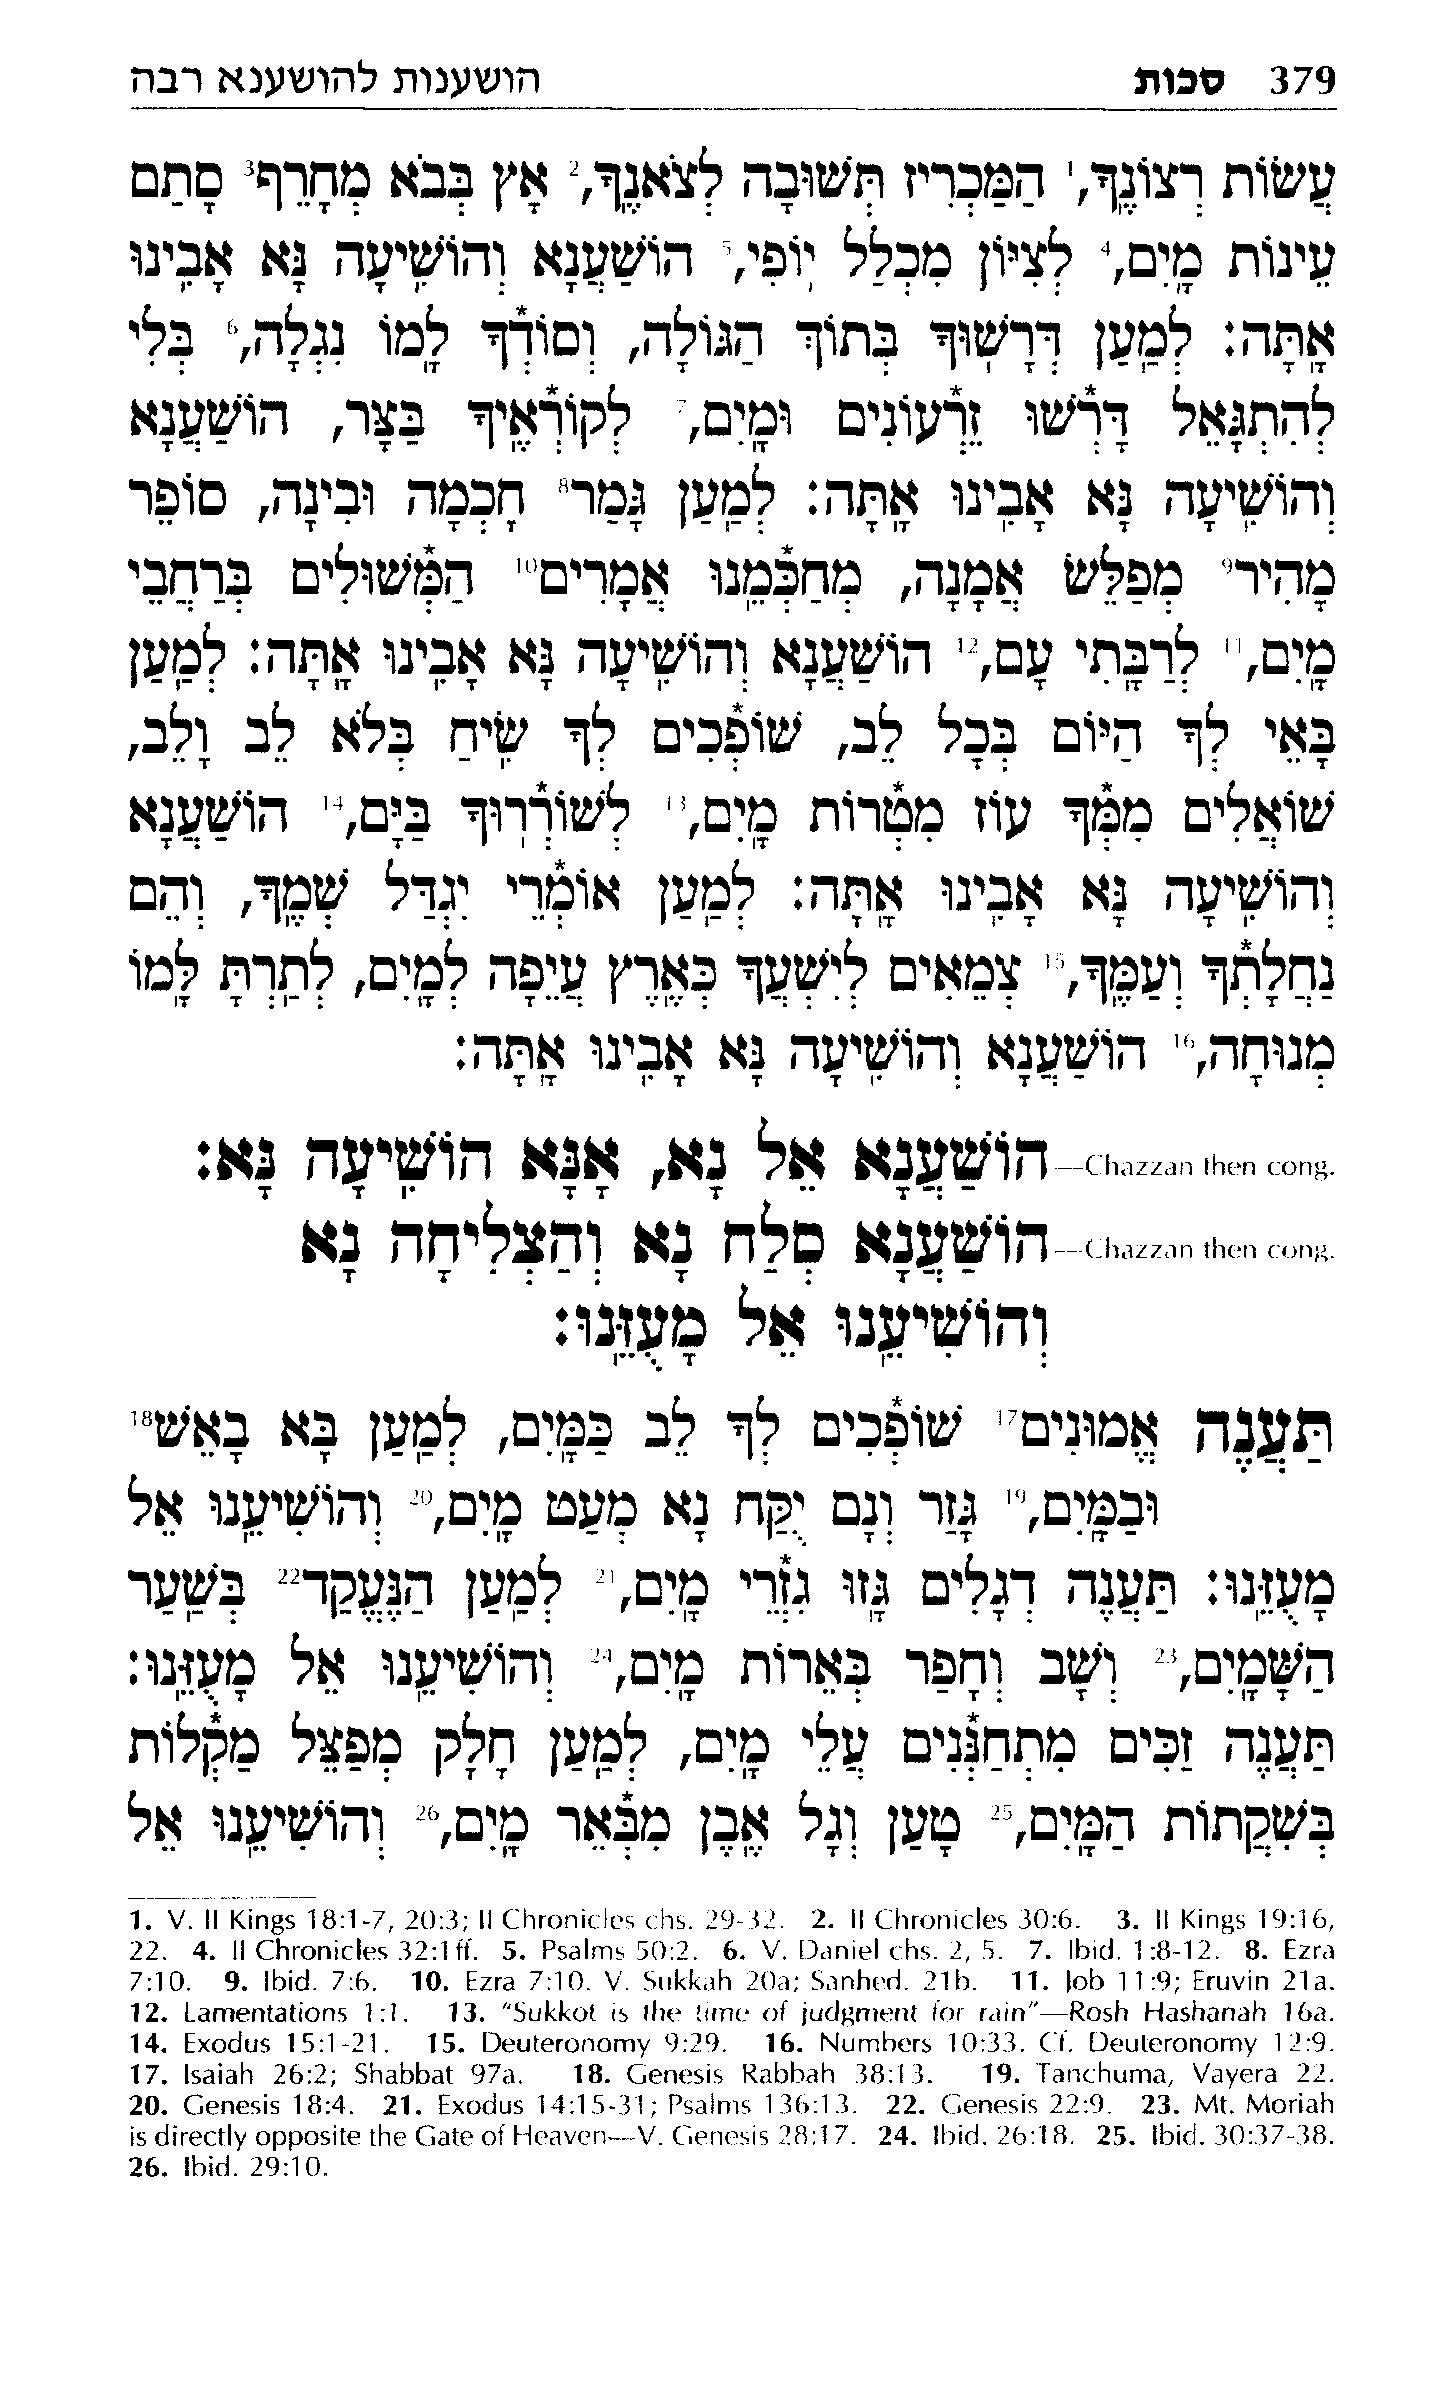 379 סכות הושענות להושענא רבה
עֲשׂוֹת רְצוֹנֶֽךָ,¹ הַמַּכְרִיז תְּשׁוּבָה לְצֹאנֶֽךָ,² אָץ בְּבֹא מְחָרֵף³ סָתַם
עֵינוֹת מָֽיִם,⁴ לְצִיּוֹן מִכְלַל יֽוֹפִי,⁵ הוֹשַׁעֲנָא וְהוֹשִֽׁיעָה נָּא אָבִֽינוּ
אָֽתָּה: לְמַֽעַן דְּרָשֽׁוּךָ בְּתוֹךְ הַגּוֹלָה, וְסוֹדְ֯ךָ לָֽמוֹ נִגְלָה,⁶ בְּלִי
לְהִתְגָּאֵל דָּרְ֯שׁוּ זֵרְ֯עוֹנִים וּמָֽיִם,⁷ לְקוֹרְ֯אֶֽיךָ בַּצָּר, הוֹשַׁעֲנָא
וְהוֹשִֽׁיעָה נָּא אָבִֽינוּ אָֽתָּה: לְמַֽעַן גָּמַר⁸ חָכְמָה וּבִינָה, סוֹפֵר
מָהִיר⁹ מְפַלֵּשׁ אֲמָנָה, מְחַכְּ֯מֵֽנוּ אֲמָרִים¹⁰ הַמְּ֯שׁוּלִים בְּרַחֲבֵי
מָֽיִם,¹¹ לְרַבָּֽתִי עָם,¹² הוֹשַׁעֲנָא וְהוֹשִֽׁיעָה נָּא אָבִֽינוּ אָֽתָּה: לְמַֽעַן
בָּאֵי לְךָ הַיּוֹם בְּכָל לֵב, שׁוֹפְ֯כִים לְךָ שִֽׂיחַ בְּלֹא לֵב וָלֵב,
שׁוֹאֲלִים מִמְּ֯ךָ עוֹז מִטְ֯רוֹת מָֽיִם,¹³ לְשׁוֹרְ֯רֽוּךָ בַּיָּם,¹⁴ הוֹשַׁעֲנָא
וְהוֹשִֽׁיעָה נָּא אָבִֽינוּ אָֽתָּה: לְמַֽעַן אוֹמְ֯רֵי יִגְדַּל שְׁמֶֽךָ, וְהֵם
נַחֲלָתְ֯ךָ וְעַמֶּֽךָ,¹⁵ צְמֵאִים לְיִשְׁעֲךָ כְּאֶֽרֶץ עֲיֵפָה לְמָֽיִם, לְתַֽרְתָּ לָֽמוֹ
מְנוּחָה,¹⁶ הוֹשַׁעֲנָא וְהוֹשִֽׁיעָה נָּא אָבִֽינוּ אָֽתָּה:
Chazzan then cong.—הוֹשַׁעֲנָא אֵל נָא, אָנָּא הוֹשִֽׁיעָה נָּא:
Chazzan then cong.—הוֹשַׁעֲנָא סְלַח נָא וְהַצְלִיחָה נָא
וְהוֹשִׁיעֵֽנוּ אֵל מָעֻזֵּֽנוּ:
תַּעֲנֶה אֱמוּנִים¹⁷ שׁוֹפְ֯כִים לְךָ לֵב כַּמַּֽיִם, לְמַֽעַן בָּא בָאֵשׁ¹⁸
וּבַמַּֽיִם,¹⁹ גָּזַר וְנָם יֻקַּח נָא מְעַט מַֽיִם,²⁰ וְהוֹשִׁיעֵֽנוּ אֵל
מָעֻזֵּֽנוּ: תַּעֲנֶה דְגָלִים גָּֽזוּ גִּזְ֯רֵי מַֽיִם,²¹ לְמַֽעַן הַנֶּעֱקַד²² בְּשַֽׁעַר
הַשָּׁמָֽיִם,²³ וְשָׁב וְחָפַר בְּאֵרוֹת מָֽיִם,²⁴ וְהוֹשִׁיעֵֽנוּ אֵל מָעֻזֵּֽנוּ:
תַּעֲנֶה זַכִּים מִתְחַנְּ֯נִים עֲלֵי מַֽיִם, לְמַֽעַן חָלָק מְפַצֵּל מַקְ֯לוֹת
בְּשִׁקֲתוֹת הַמַּֽיִם,²⁵ טָעַן וְגָל אֶֽבֶן מִבְּ֯אֵר מַֽיִם,²⁶ וְהוֹשִׁיעֵֽנוּ אֵל
1. V. II Kings 18:1-7, 20:3; II Chronicles chs. 29-32. 2. II Chronicles 30:6. 3. II Kings 19:16,
22. 4. II Chronicles 32:1ff. 5. Psalms 50:2. 6. V. Daniel chs. 2, 5. 7. Ibid. 1:8-12. 8. Ezra
7:10. 9. Ibid. 7:6. 10. Ezra 7:10. V. Sukkah 20a; Sanhed. 21b. 11. Job 11:9; Eruvin 21a.
12. Lamentations 1:1. 13. "Sukkot is the time of judgment for rain"—Rosh Hashanah 16a.
14. Exodus 15:1-21. 15. Deuteronomy 9:29. 16. Numbers 10:33. Cf. Deuteronomy 12:9.
17. Isaiah 26:2; Shabbat 97a. 18. Genesis Rabbah 38:13. 19. Tanchuma, Vayera 22.
20. Genesis 18:4. 21. Exodus 14:15-31; Psalms 136:13. 22. Genesis 22:9. 23. Mt. Moriah
is directly opposite the Gate of Heaven—V. Genesis 28:17. 24. Ibid. 26:18. 25. Ibid. 30:37-38.
26. Ibid. 29:10.